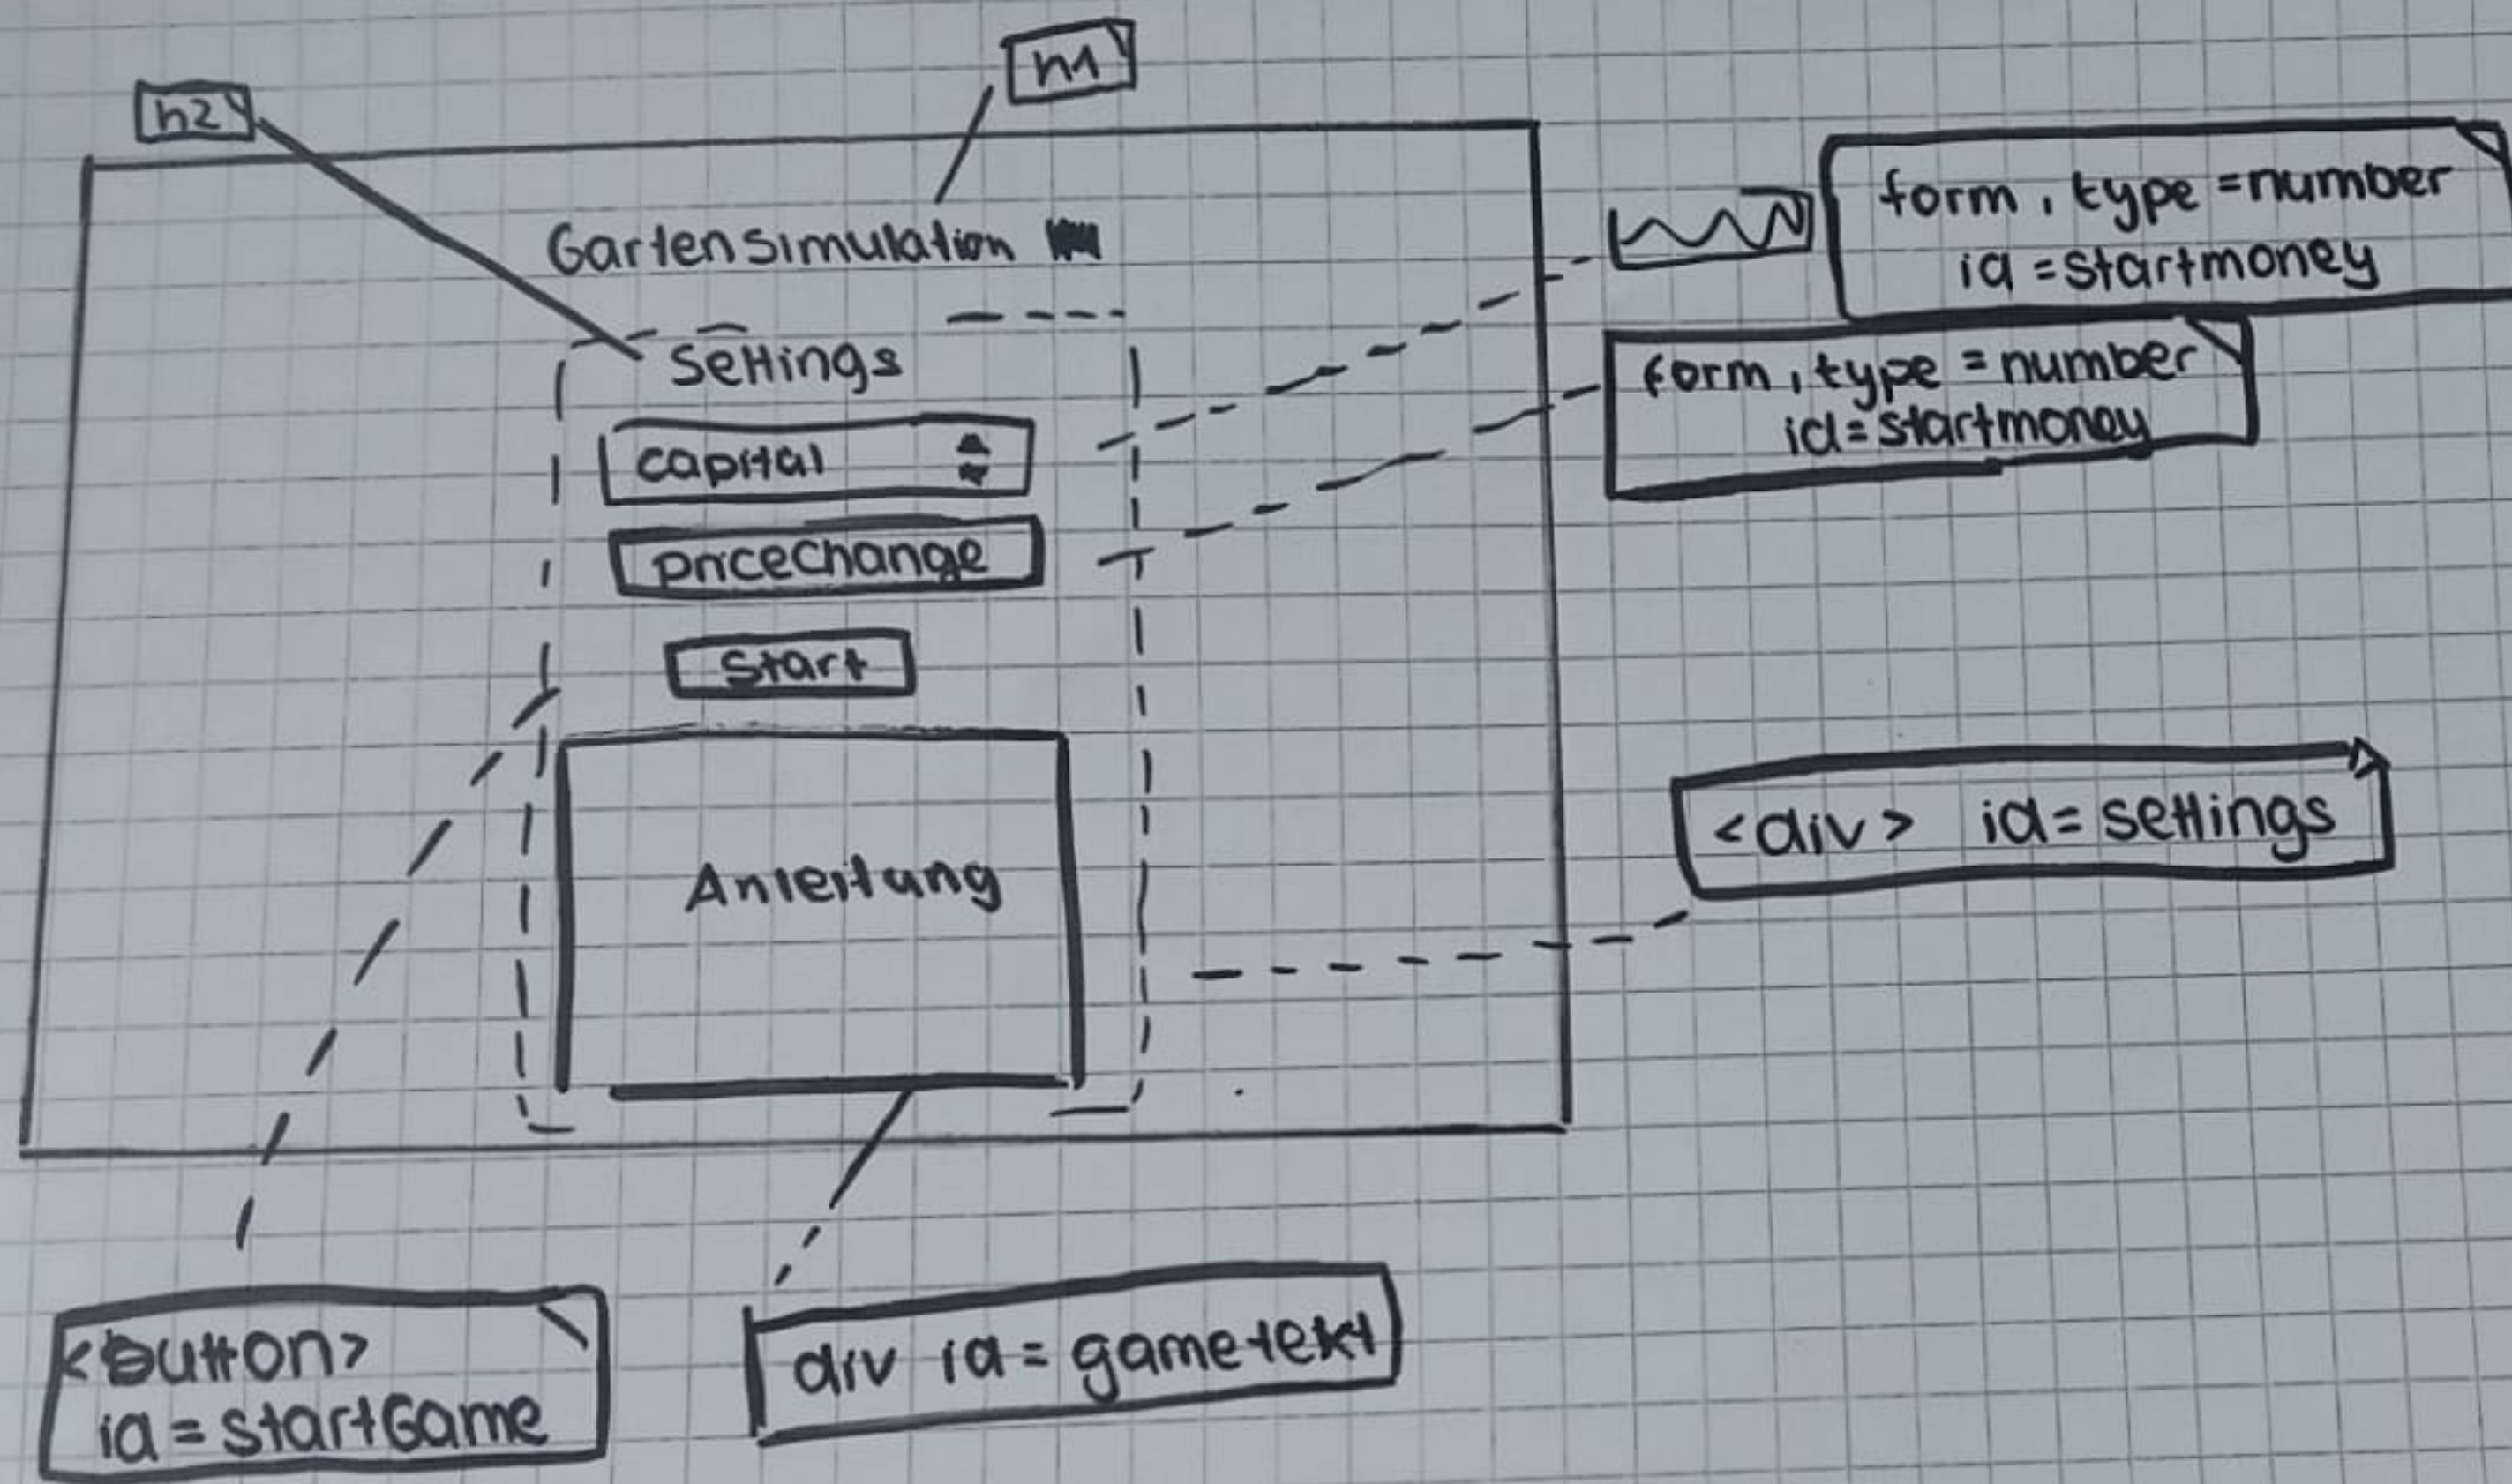 h1
h2
Gartensimulation
form, type=number
id=startmoney
Settings
form, type=number
id=startmoney
capital
priceChange
Start
<div> id=settings
Anleitung
<button>
id=startGame
div id=gametext